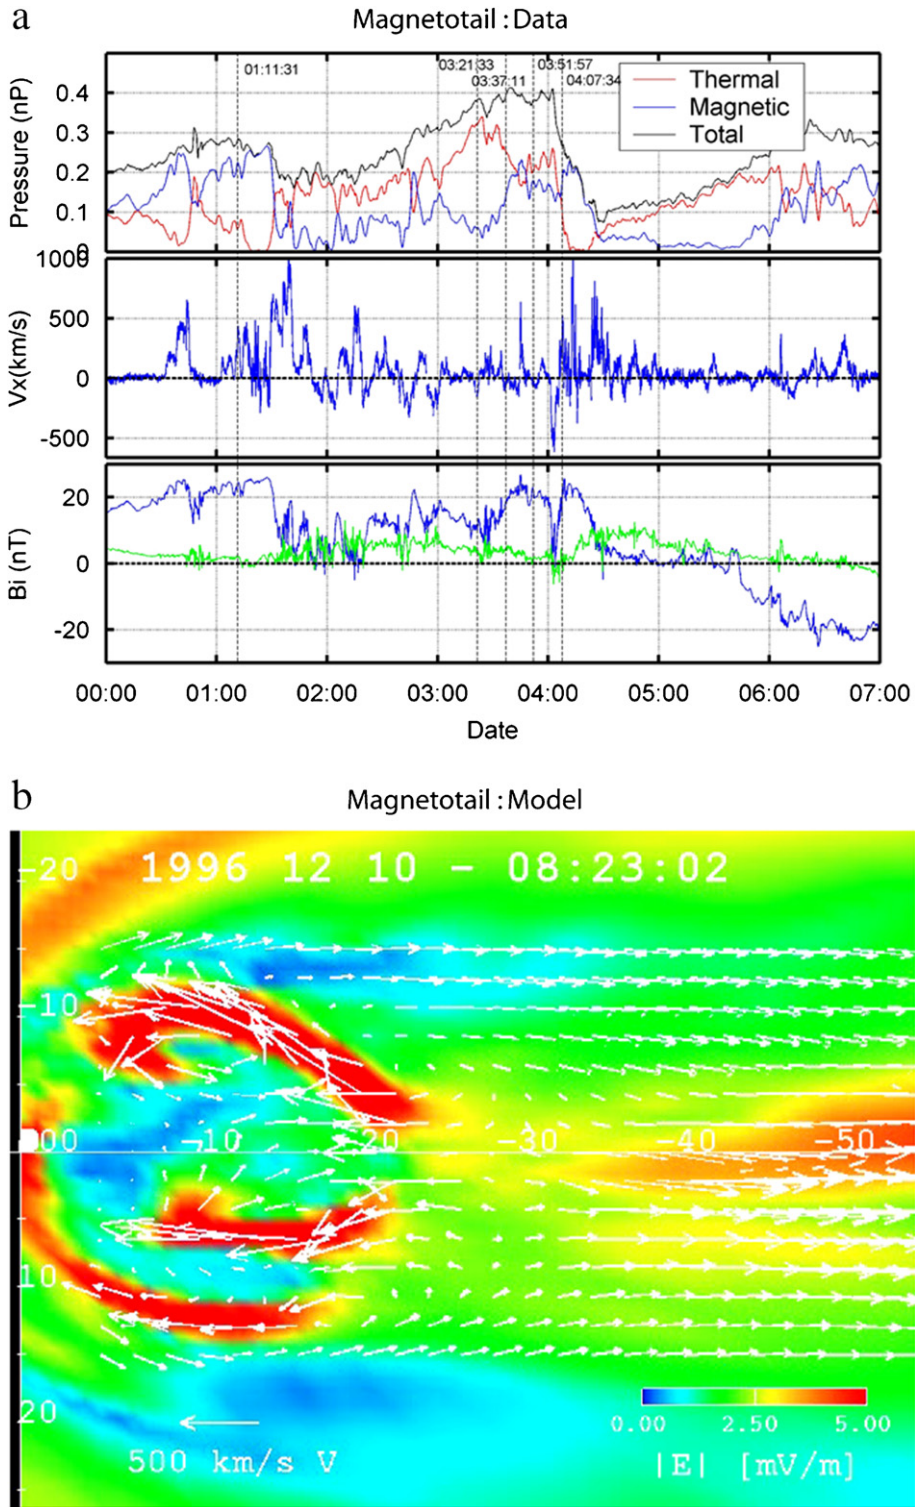 a
Magnetotail : Data
01:11:31
03:21:33
03:37:11
03:51:57
04:07:34
Thermal
Magnetic
Total
Pressure (nP)
0.4
0.3
0.2
0.1
0
Vx(km/s)
1000
500
0
-500
Bi (nT)
20
0
-20
00:00 01:00 02:00 03:00 04:00 05:00 06:00 07:00
Date
b
Magnetotail : Model
1996 12 10 - 08:23:02
-20
-10
00 -10 -20 -30 -40 -50
10
20
500 km/s V
0.00 2.50 5.00
|E| [mV/m]